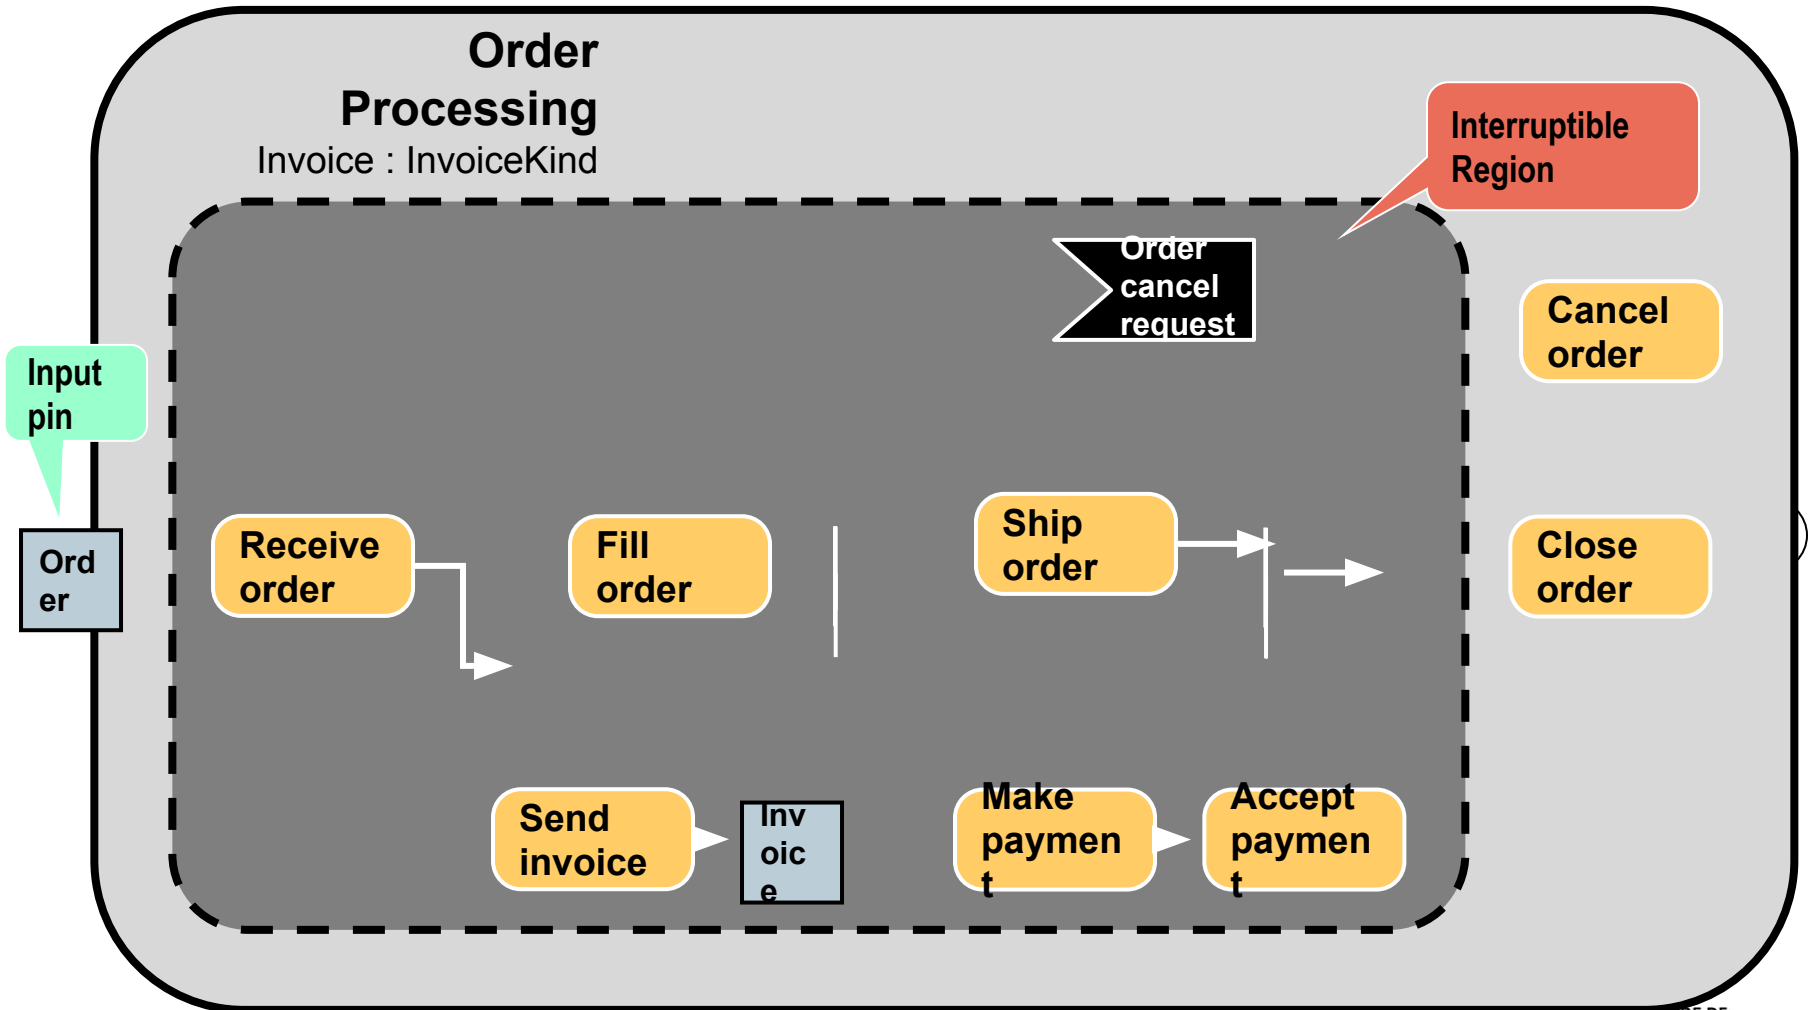 Order
Processing
Invoice : InvoiceKind
Interruptible
Region
Order
cancel
request
Cancel
order
Input
pin
Ord
er
Receive
order
Fill
order
Ship
order
Close
order
Send
invoice
Inv
oic
e
Make
paymen
t
Accept
paymen
t